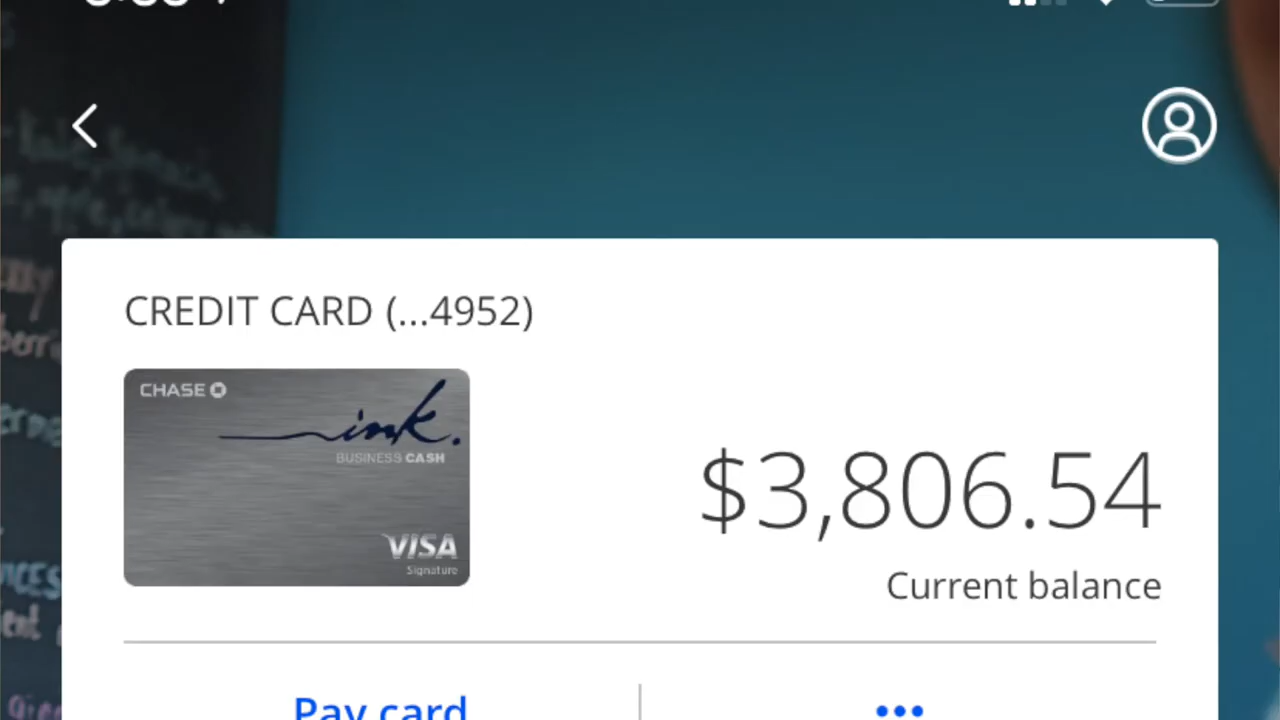 CREDIT CARD (...4952)
CHASE
ink.
BUSINESS CASH
VISA
Signature
$3,806.54
Current balance
Pay card